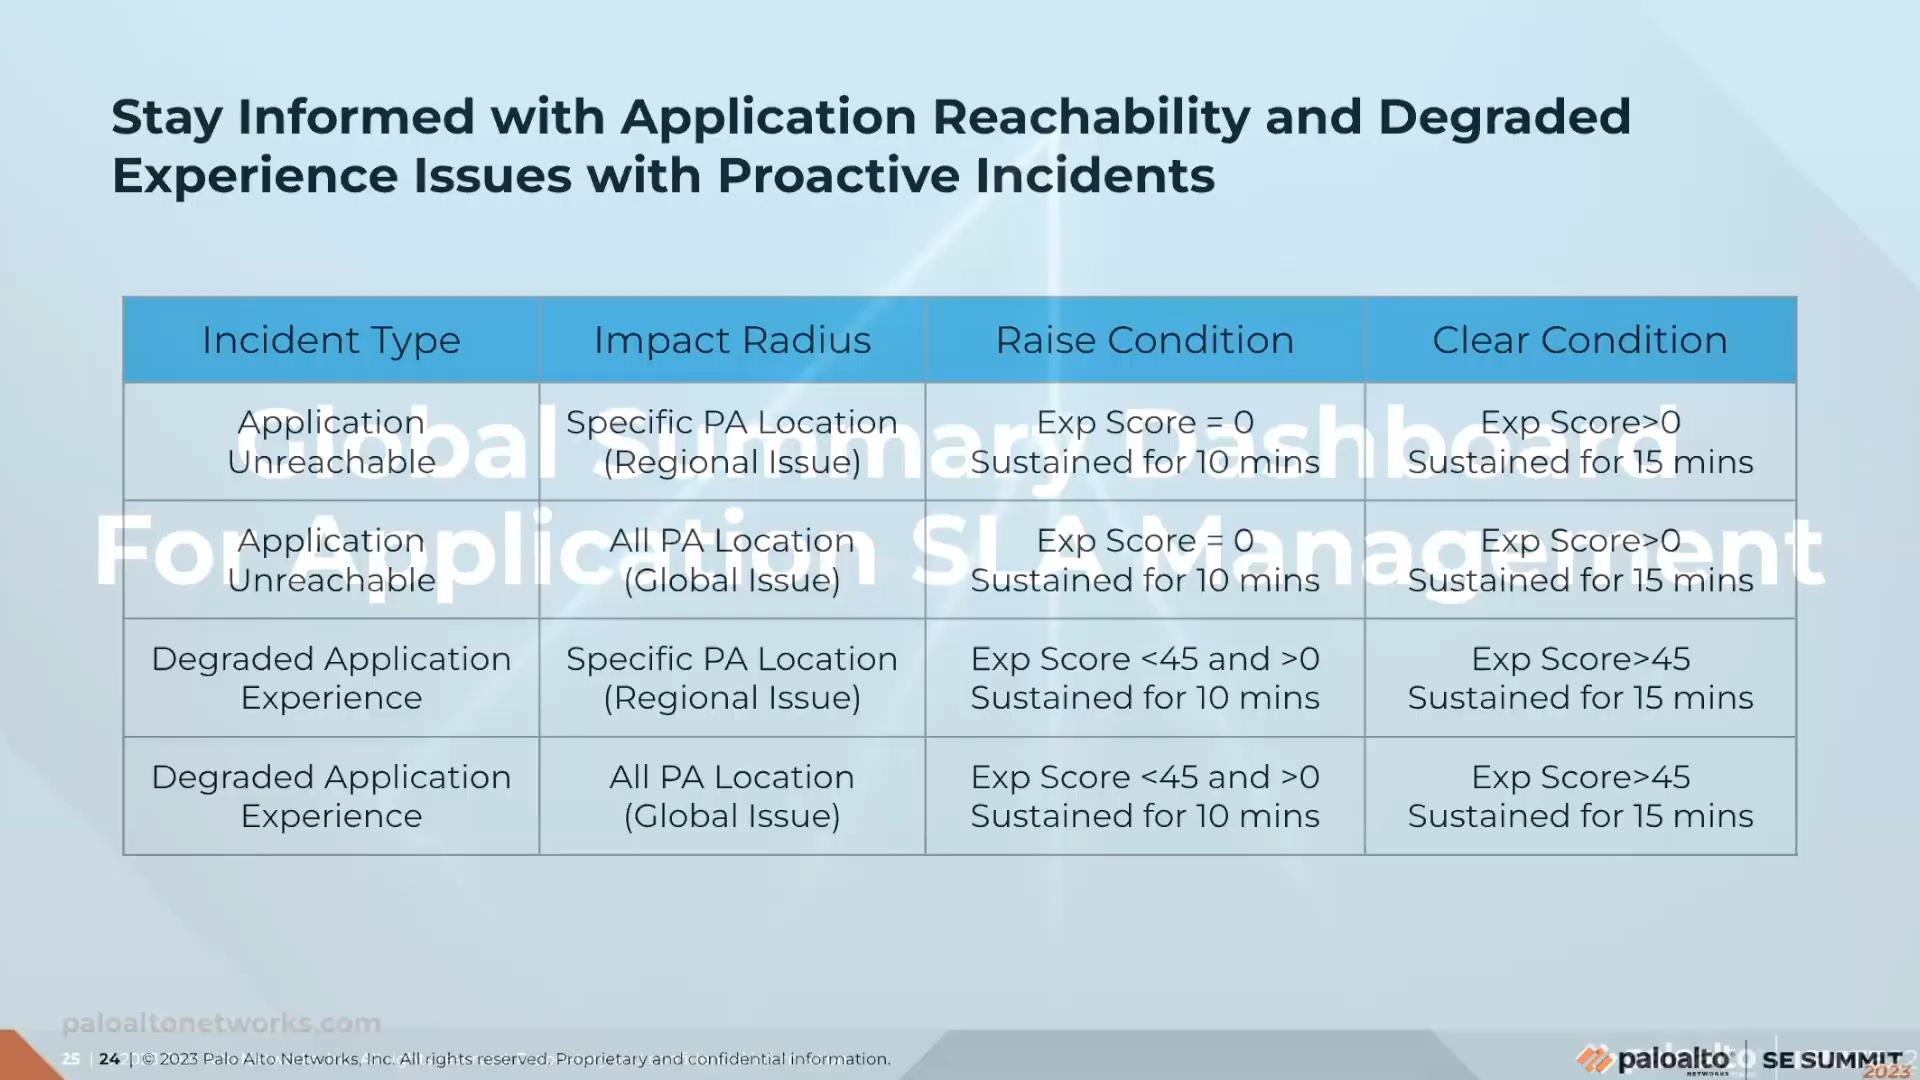 Stay Informed with Application Reachability and Degraded
Experience Issues with Proactive Incidents
Incident Type
Impact Radius
Raise Condition
Clear Condition
Application
Unreachable
Specific PA Location
(Regional Issue)
Exp Score = 0
Sustained for 10 mins
Exp Score>0
Sustained for 15 mins
Application
Unreachable
All PA Location
(Global Issue)
Exp Score = 0
Sustained for 10 mins
Exp Score>0
Sustained for 15 mins
Degraded Application
Experience
Specific PA Location
(Regional Issue)
Exp Score <45 and >0
Sustained for 10 mins
Exp Score>45
Sustained for 15 mins
Degraded Application
Experience
All PA Location
(Global Issue)
Exp Score <45 and >0
Sustained for 10 mins
Exp Score>45
Sustained for 15 mins
Global Summary Dashboard
For Application SLA Management
paloaltonetworks.com
25 | 24 | © 2023 Palo Alto Networks, Inc. All rights reserved. Proprietary and confidential information.
paloalto
NETWORKS
SE SUMMIT
2023